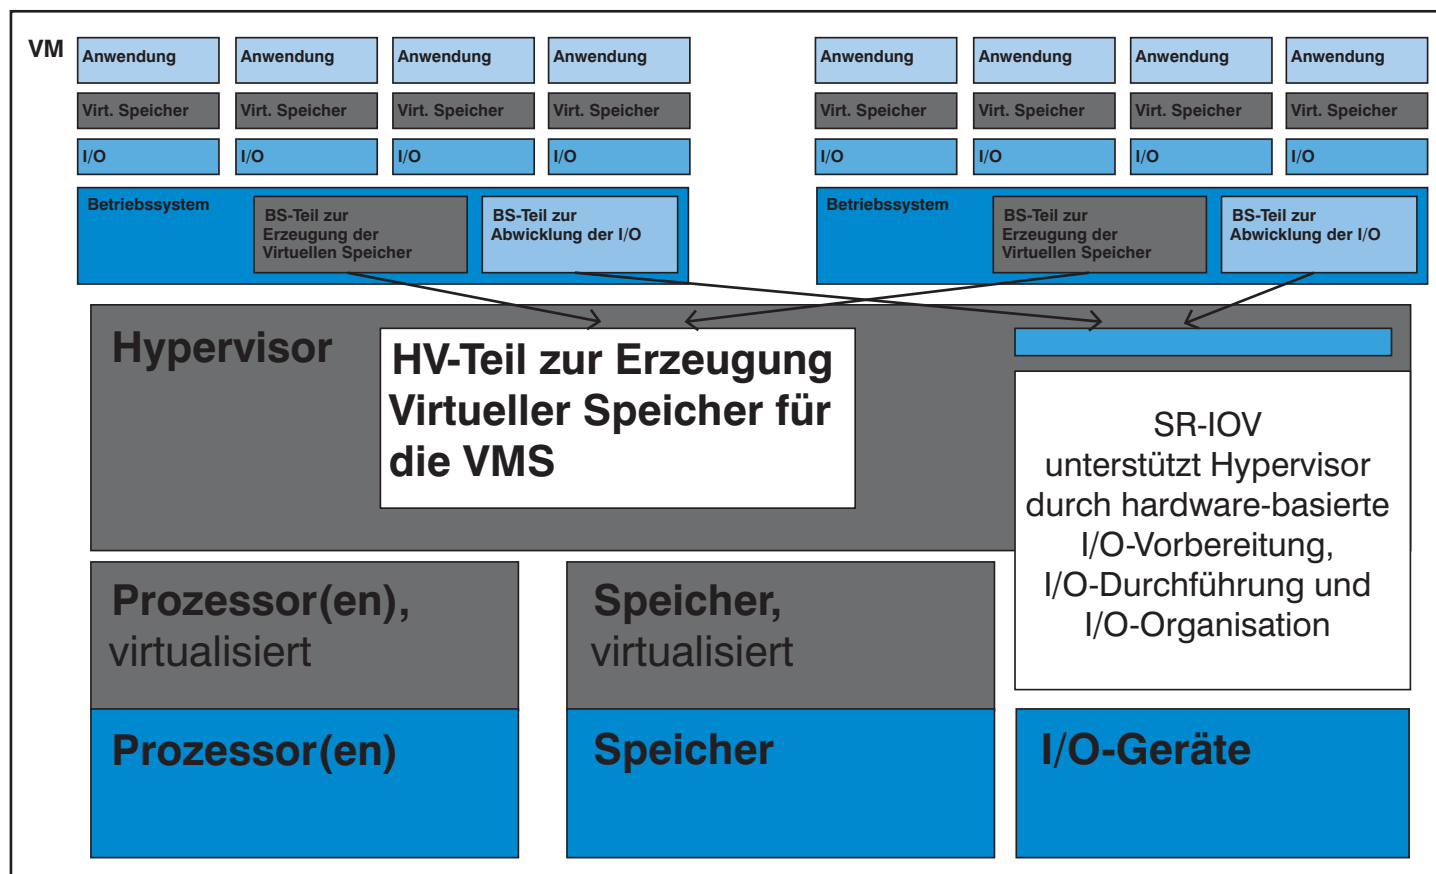 VM
Anwendung Anwendung Anwendung Anwendung Anwendung Anwendung Anwendung Anwendung
Virt. Speicher Virt. Speicher Virt. Speicher Virt. Speicher Virt. Speicher Virt. Speicher Virt. Speicher Virt. Speicher
I/O I/O I/O I/O I/O I/O I/O I/O
Betriebssystem
BS-Teil zur
Erzeugung der
Virtuellen Speicher
BS-Teil zur
Abwicklung der I/O
Betriebssystem
BS-Teil zur
Erzeugung der
Virtuellen Speicher
BS-Teil zur
Abwicklung der I/O
Hypervisor
HV-Teil zur Erzeugung
Virtueller Speicher für
die VMS
SR-IOV
unterstützt Hypervisor
durch hardware-basierte
I/O-Vorbereitung,
I/O-Durchführung und
I/O-Organisation
Prozessor(en),
virtualisiert
Speicher,
virtualisiert
Prozessor(en)
Speicher
I/O-Geräte